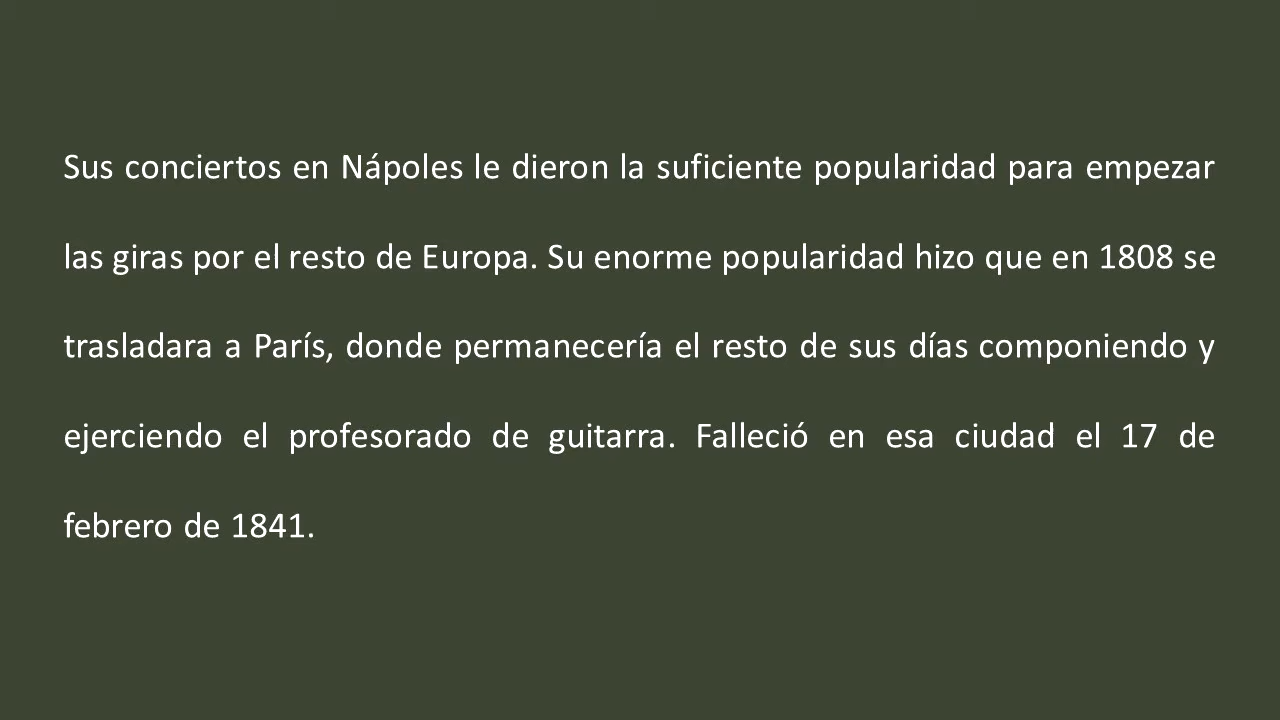 Sus conciertos en Nápoles le dieron la suficiente popularidad para empezar
las giras por el resto de Europa. Su enorme popularidad hizo que en 1808 se
trasladara a París, donde permanecería el resto de sus días componiendo y
ejerciendo el profesorado de guitarra. Falleció en esa ciudad el 17 de
febrero de 1841.